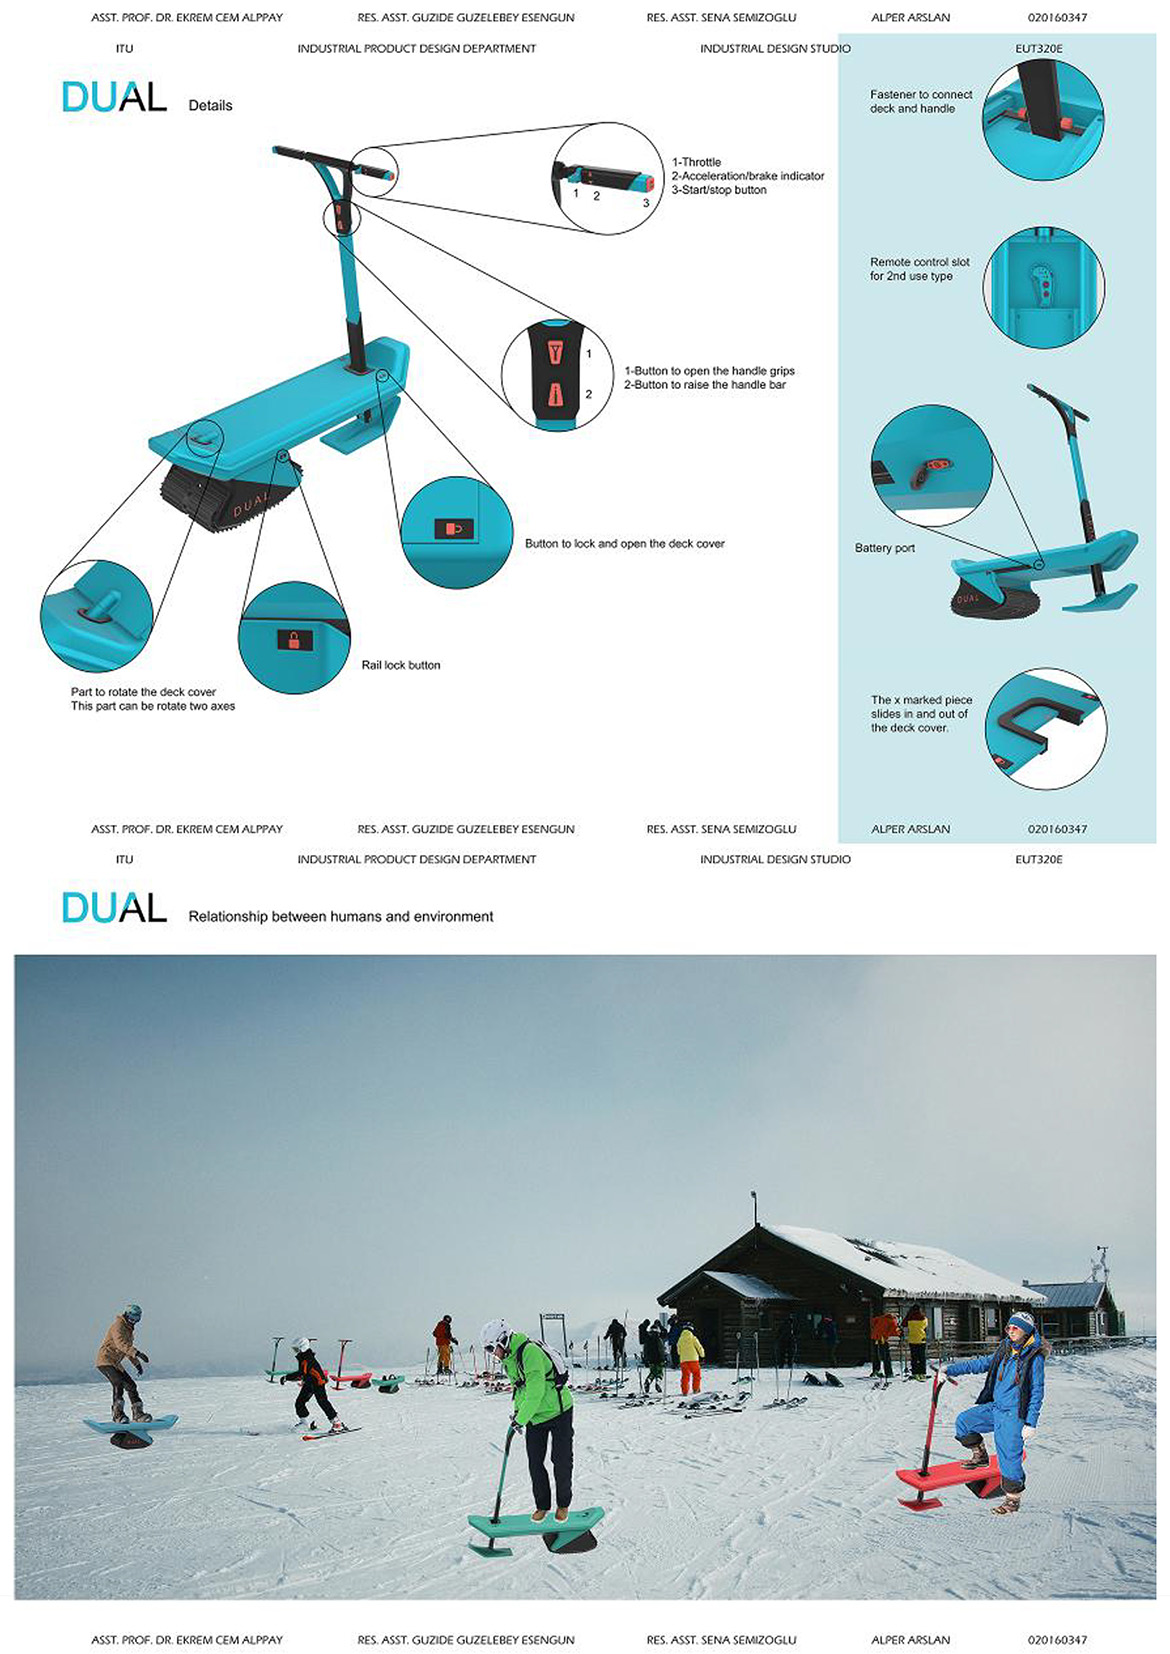 ASST. PROF. DR. EKREM CEM ALPPAY RES. ASST. GUZIDE GUZELEBEY ESENGUN RES. ASST. SENA SEMIZOGLU ALPER ARSLAN 020160347
ITU INDUSTRIAL PRODUCT DESIGN DEPARTMENT INDUSTRIAL DESIGN STUDIO EUT320E
DUAL Details
1-Throttle
2-Acceleration/brake indicator
3-Start/stop button
1 2 3
1
2
1-Button to open the handle grips
2-Button to raise the handle bar
DUAL
Button to lock and open the deck cover
Rail lock button
Part to rotate the deck cover
This part can be rotate two axes
Fastener to connect
deck and handle
Remote control slot
for 2nd use type
Battery port
DUAL
The x marked piece
slides in and out of
the deck cover.
ASST. PROF. DR. EKREM CEM ALPPAY RES. ASST. GUZIDE GUZELEBEY ESENGUN RES. ASST. SENA SEMIZOGLU ALPER ARSLAN 020160347
ITU INDUSTRIAL PRODUCT DESIGN DEPARTMENT INDUSTRIAL DESIGN STUDIO EUT320E
DUAL Relationship between humans and environment
DUAL
ASST. PROF. DR. EKREM CEM ALPPAY RES. ASST. GUZIDE GUZELEBEY ESENGUN RES. ASST. SENA SEMIZOGLU ALPER ARSLAN 020160347